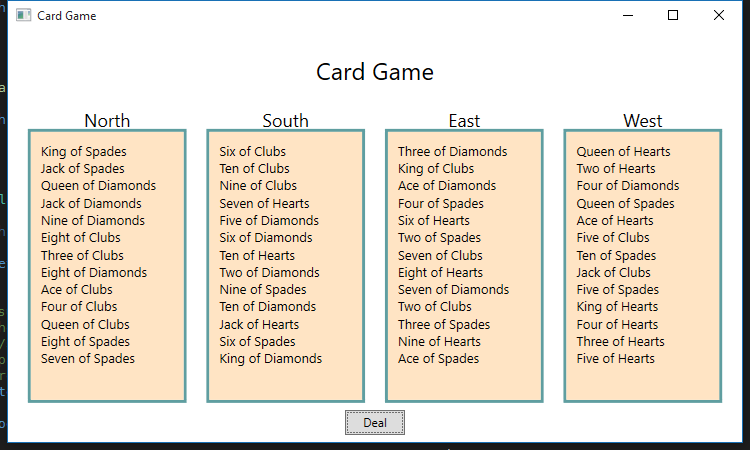 Card Game
Card Game
North
King of Spades
Jack of Spades
Queen of Diamonds
Jack of Diamonds
Nine of Diamonds
Eight of Clubs
Three of Clubs
Eight of Diamonds
Ace of Clubs
Four of Clubs
Queen of Clubs
Eight of Spades
Seven of Spades
South
Six of Clubs
Ten of Clubs
Nine of Clubs
Seven of Hearts
Five of Diamonds
Six of Diamonds
Ten of Hearts
Two of Diamonds
Nine of Spades
Ten of Diamonds
Jack of Hearts
Six of Spades
King of Diamonds
East
Three of Diamonds
King of Clubs
Ace of Diamonds
Four of Spades
Six of Hearts
Two of Spades
Seven of Clubs
Eight of Hearts
Seven of Diamonds
Two of Clubs
Three of Spades
Nine of Hearts
Ace of Spades
West
Queen of Hearts
Two of Hearts
Four of Diamonds
Queen of Spades
Ace of Hearts
Five of Clubs
Ten of Spades
Jack of Clubs
Five of Spades
King of Hearts
Four of Hearts
Three of Hearts
Five of Hearts
Deal